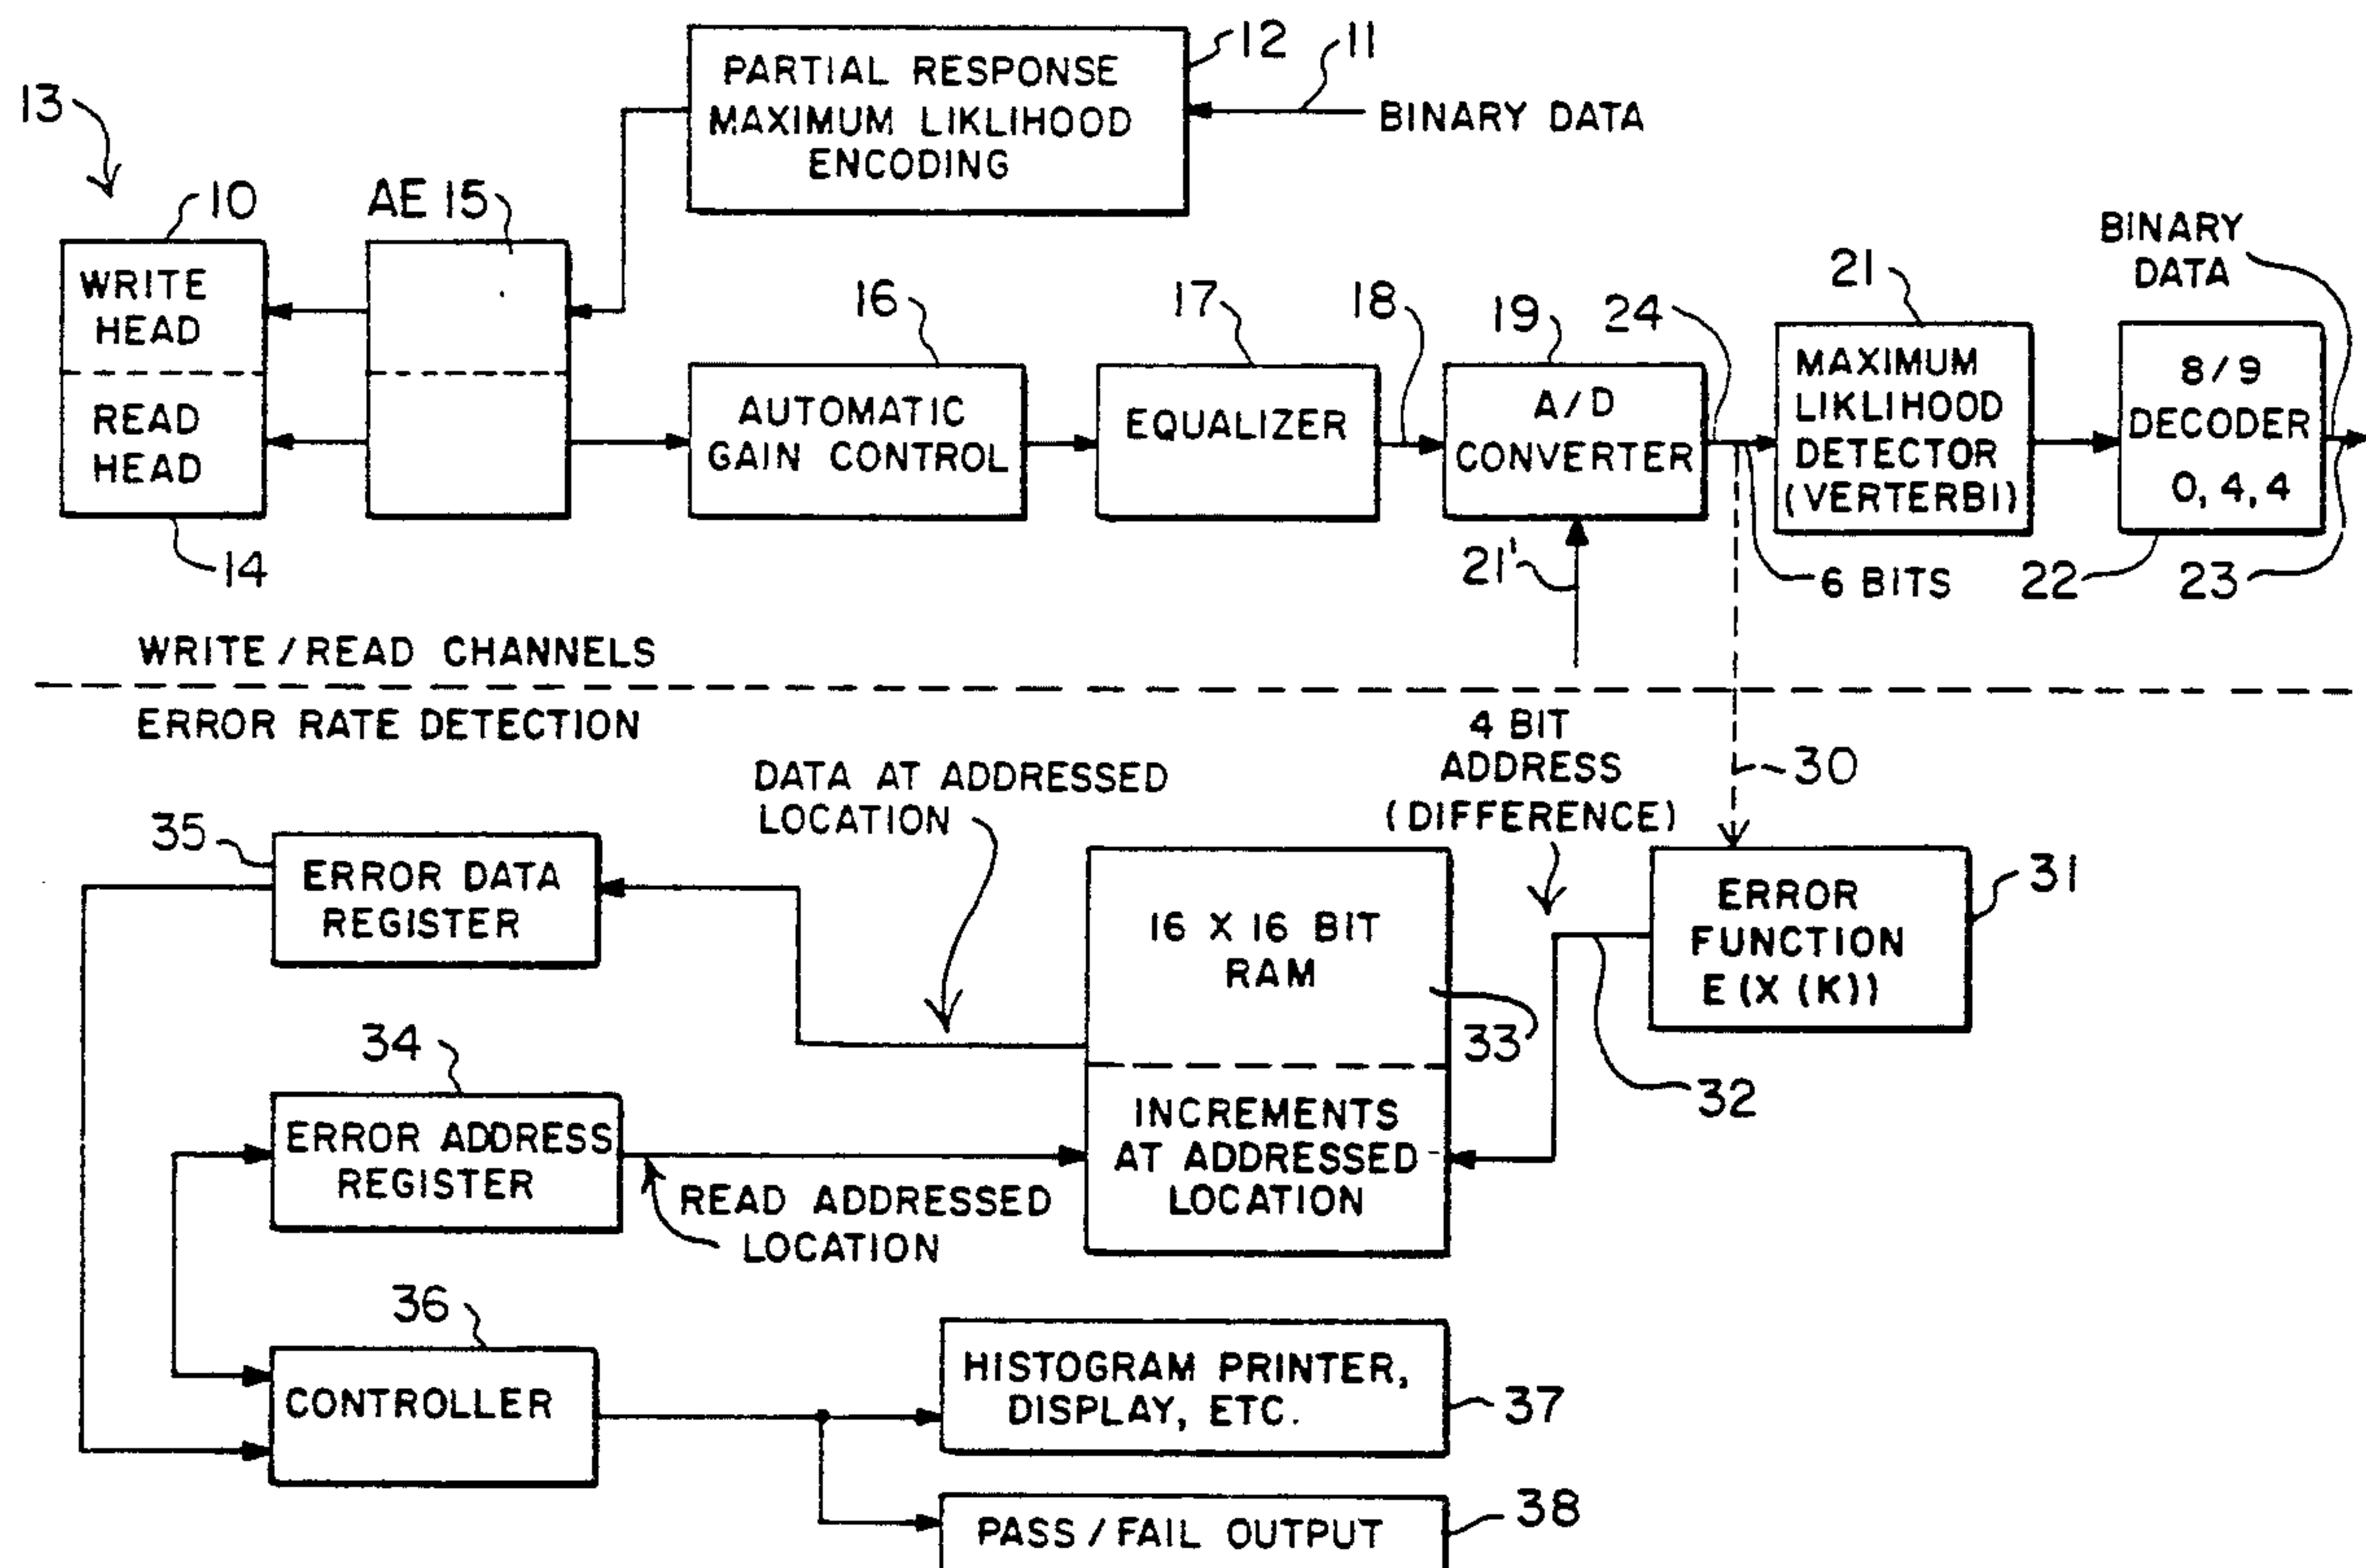 12
11
PARTIAL RESPONSE
MAXIMUM LIKLIHOOD
ENCODING
BINARY DATA
13
10
AE 15
WRITE
HEAD
READ
HEAD
14
16
AUTOMATIC
GAIN CONTROL
17
EQUALIZER
18
19
A/D
CONVERTER
21'
24
21
MAXIMUM
LIKLIHOOD
DETECTOR
(VERTERBI)
6 BITS
BINARY
DATA
8/9
DECODER
0, 4, 4
22
23
WRITE/READ CHANNELS
ERROR RATE DETECTION
4 BIT
ADDRESS
(DIFFERENCE)
30
DATA AT ADDRESSED
LOCATION
35
ERROR DATA
REGISTER
16 X 16 BIT
RAM
33
ERROR
FUNCTION
E (X (K))
31
32
34
ERROR ADDRESS
REGISTER
READ ADDRESSED
LOCATION
INCREMENTS
AT ADDRESSED
LOCATION
36
CONTROLLER
HISTOGRAM PRINTER,
DISPLAY, ETC.
37
PASS/FAIL OUTPUT
38